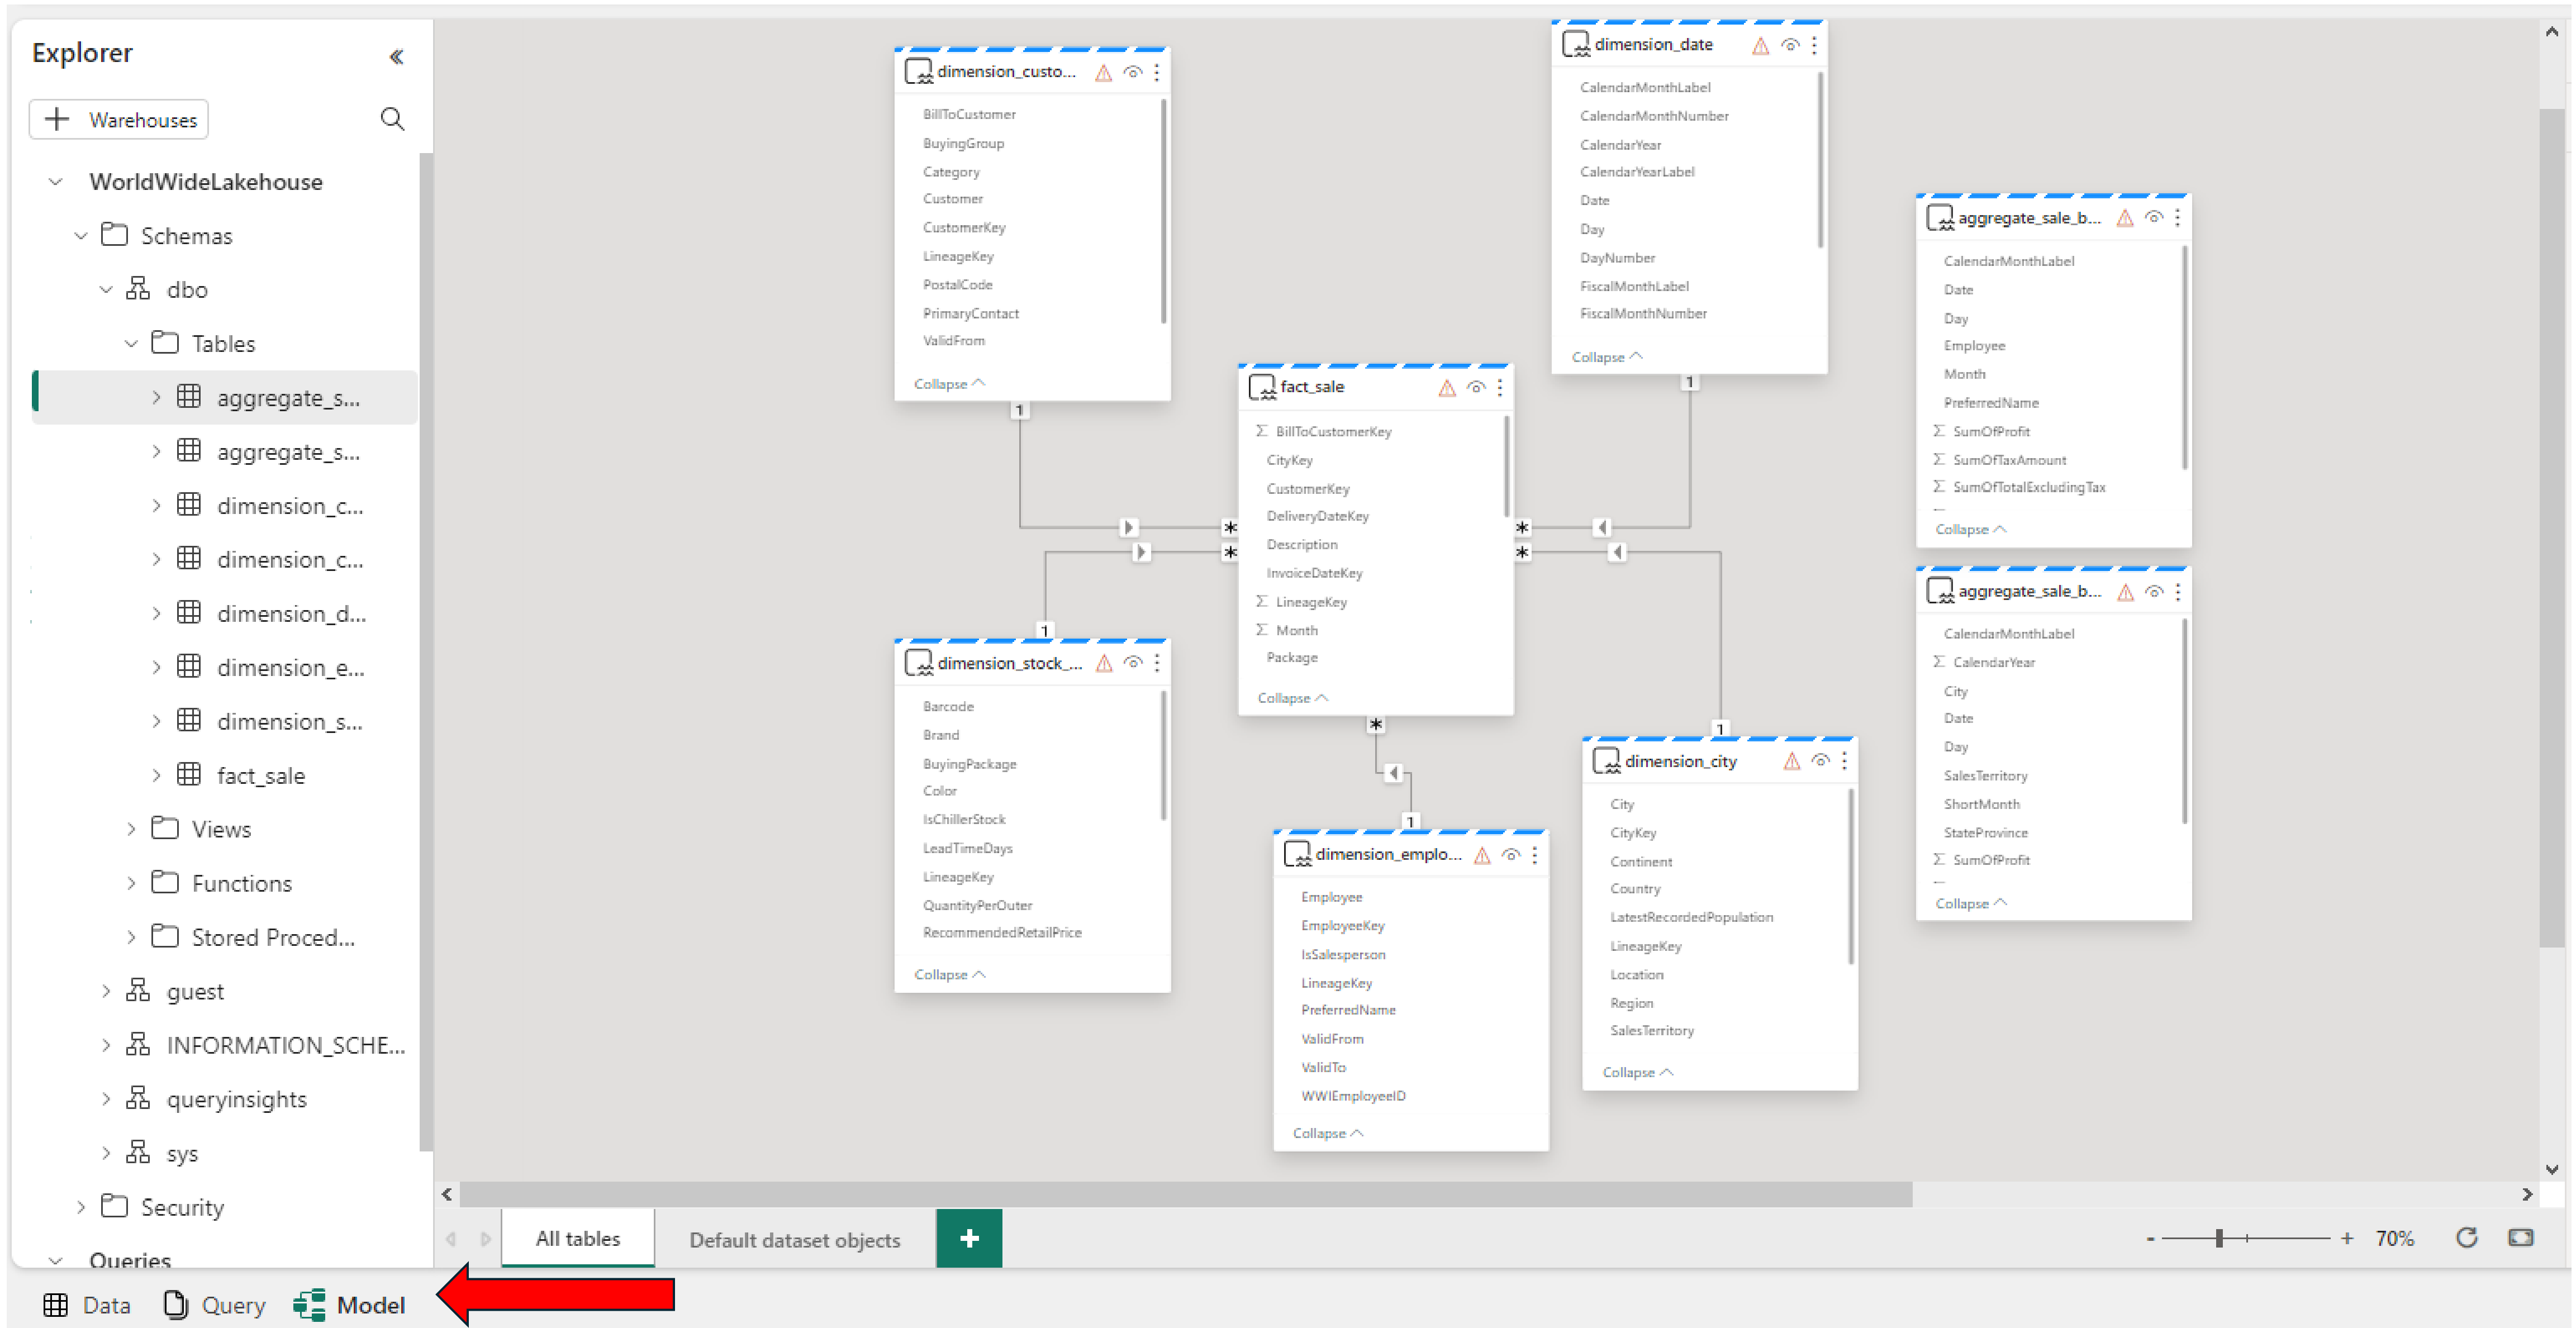 Explorer
Warehouses
WorldWideLakehouse
Schemas
dbo
Tables
aggregate_s...
aggregate_s...
dimension_c...
dimension_c...
dimension_d...
dimension_e...
dimension_s...
fact_sale
Views
Functions
Stored Proced...
guest
INFORMATION_SCHE...
queryinsights
sys
Security
Queries
dimension_custo...
BillToCustomer
BuyingGroup
Category
Customer
CustomerKey
LineageKey
PostalCode
PrimaryContact
ValidFrom
Collapse
1
dimension_date
CalendarMonthLabel
CalendarMonthNumber
CalendarYear
CalendarYearLabel
Date
Day
DayNumber
FiscalMonthLabel
FiscalMonthNumber
Collapse
1
fact_sale
Σ BillToCustomerKey
CityKey
CustomerKey
DeliveryDateKey
Description
InvoiceDateKey
Σ LineageKey
Σ Month
Package
Collapse
* *
* *
*
1
dimension_stock_...
Barcode
Brand
BuyingPackage
Color
IsChillerStock
LeadTimeDays
LineageKey
QuantityPerOuter
RecommendedRetailPrice
Collapse
1
dimension_emplo...
Employee
EmployeeKey
IsSalesperson
LineageKey
PreferredName
ValidFrom
ValidTo
WWIEmployeeID
Collapse
1
dimension_city
City
CityKey
Continent
Country
LatestRecordedPopulation
LineageKey
Location
Region
SalesTerritory
Collapse
aggregate_sale_b...
CalendarMonthLabel
Date
Day
Employee
Month
PreferredName
Σ SumOfProfit
Σ SumOfTaxAmount
Σ SumOfTotalExcludingTax
Collapse
aggregate_sale_b...
CalendarMonthLabel
Σ CalendarYear
City
Date
Day
SalesTerritory
ShortMonth
StateProvince
Σ SumOfProfit
Collapse
All tables
Default dataset objects
+
- + 70%
Data
Query
Model